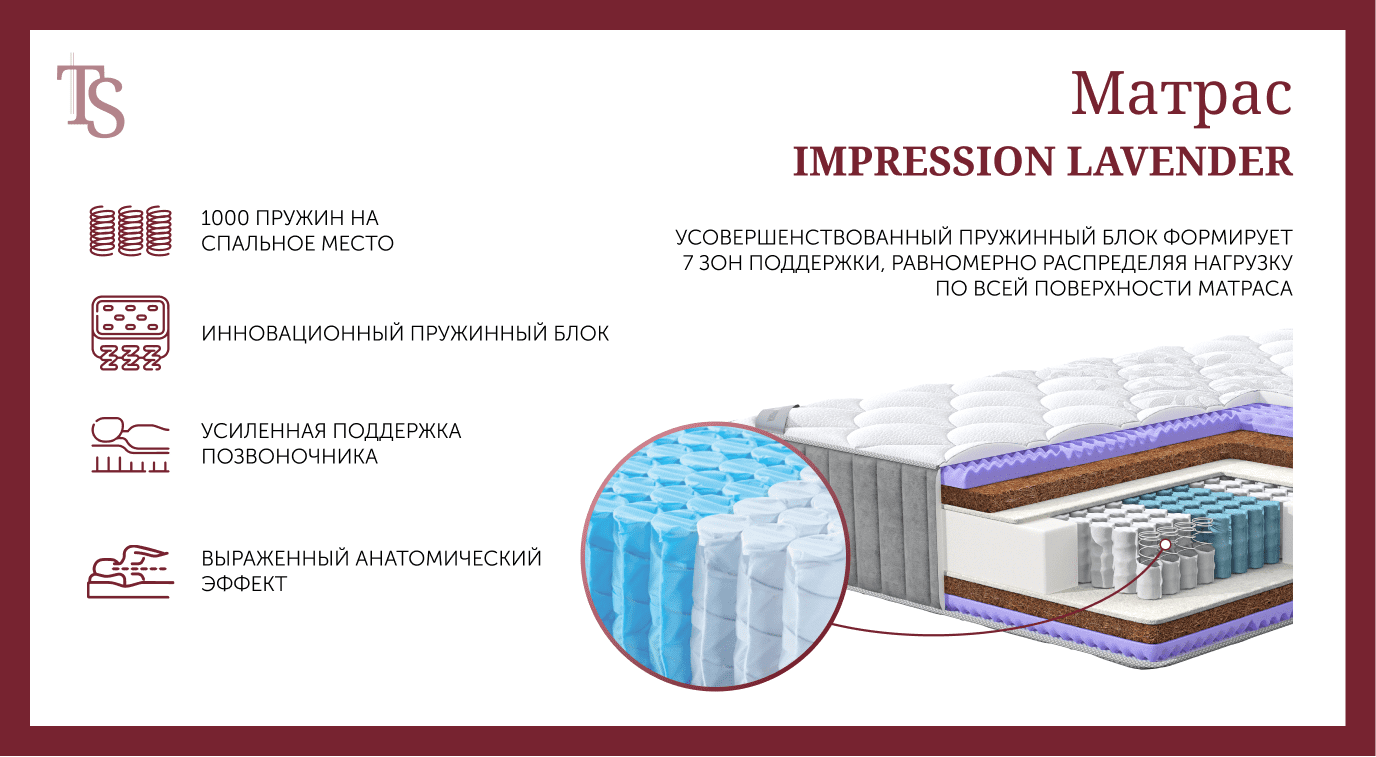 TS
Матрас
IMPRESSION LAVENDER
1000 ПРУЖИН НА
СПАЛЬНОЕ МЕСТО
ИННОВАЦИОННЫЙ ПРУЖИННЫЙ БЛОК
УСИЛЕННАЯ ПОДДЕРЖКА
ПОЗВОНОЧНИКА
ВЫРАЖЕННЫЙ АНАТОМИЧЕСКИЙ
ЭФФЕКТ
УСОВЕРШЕНСТВОВАННЫЙ ПРУЖИННЫЙ БЛОК ФОРМИРУЕТ
7 ЗОН ПОДДЕРЖКИ, РАВНОМЕРНО РАСПРЕДЕЛЯЯ НАГРУЗКУ
ПО ВСЕЙ ПОВЕРХНОСТИ МАТРАСА